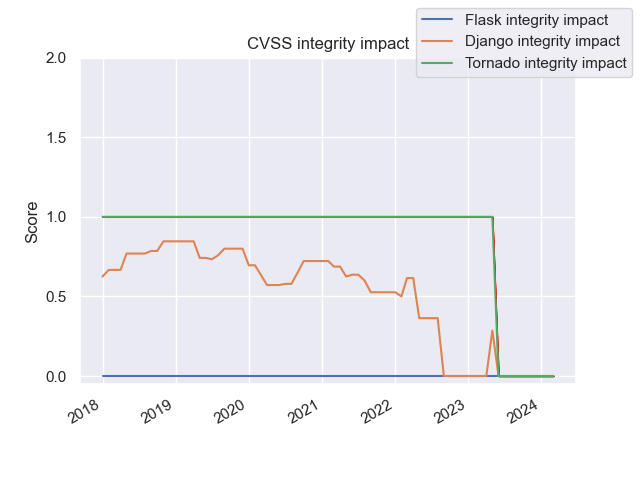 CVSS integrity impact
Flask integrity impact
Django integrity impact
Tornado integrity impact
2.0
1.5
1.0
0.5
0.0
Score
2018
2019
2020
2021
2022
2023
2024